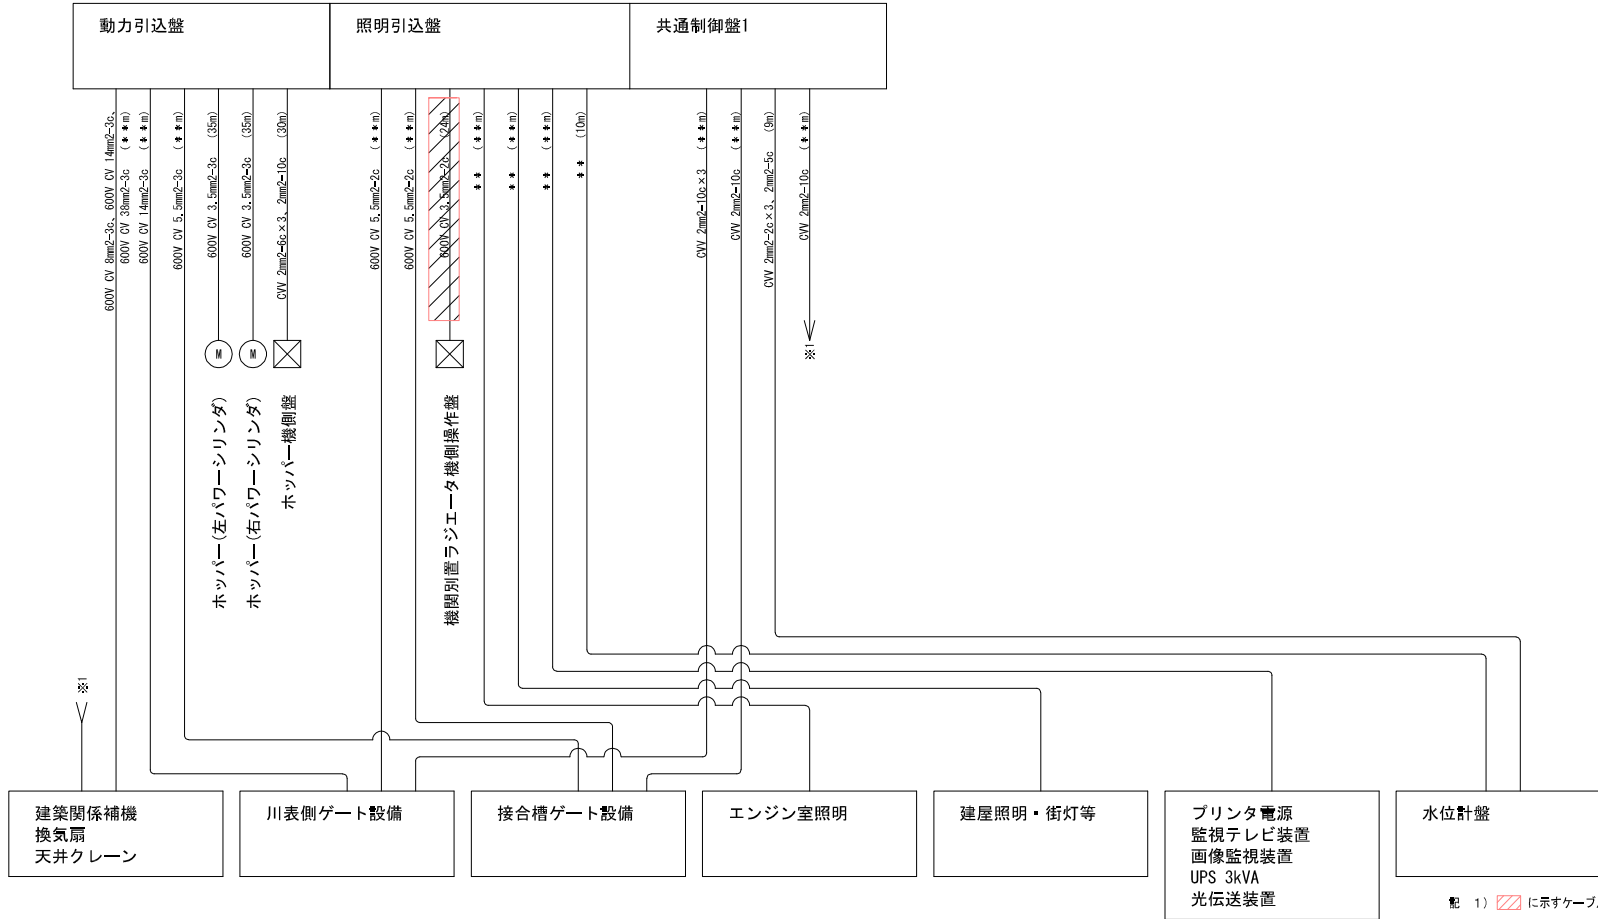 動力引込盤
照明引込盤
共通制御盤1
600V CV 8mm2-3c、600V CV 14mm2-3c、
600V CV 38mm2-3c (**m)
600V CV 14mm2-3c (**m)
600V CV 5.5mm2-3c (**m)
600V CV 3.5mm2-3c (35m)
600V CV 3.5mm2-3c (35m)
CVV 2mm2-6c×3、2mm2-10c (30m)
600V CV 5.5mm2-2c (**m)
600V CV 5.5mm2-2c (**m)
600V CV 3.5mm2-2c (24m)
** (**m)
** (**m)
** (**m)
** (10m)
CVV 2mm2-10c×3 (**m)
CVV 2mm2-10c (**m)
CVV 2mm2-2c×3、2mm2-5c (9m)
CVV 2mm2-10c (**m)
※1
M
M
ホッパー(左パワーシリンダ)
ホッパー(右パワーシリンダ)
ホッパー機側盤
機関別置ラジエータ機側操作盤
※1
建築関係補機
換気扇
天井クレーン
川表側ゲート設備
接合槽ゲート設備
エンジン室照明
建屋照明・街灯等
プリンタ電源
監視テレビ装置
画像監視装置
UPS 3kVA
光伝送装置
水位計盤
記 1) に示すケーブル